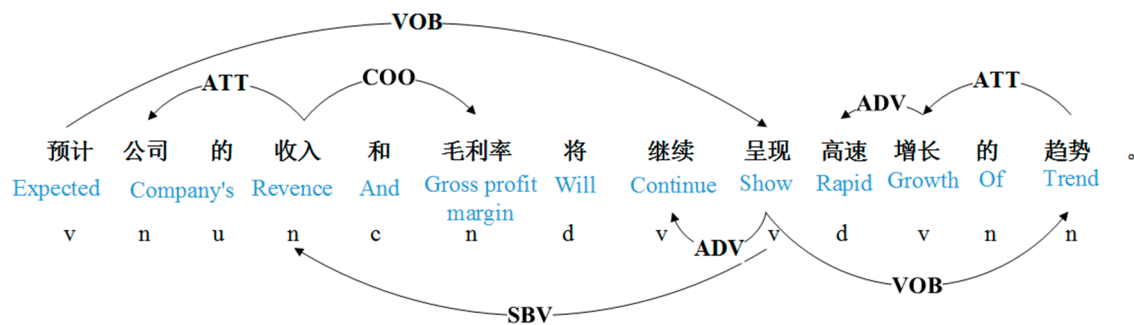 VOB
ATT COO ADV ATT
预计 公司 的 收入 和 毛利率 将 继续 呈现 高速 增长 的 趋势 。
Expected Company's Revence And Gross profit Will Continue Show Rapid Growth Of Trend
margin
v n u n c n d v v d v n n
ADV
VOB
SBV